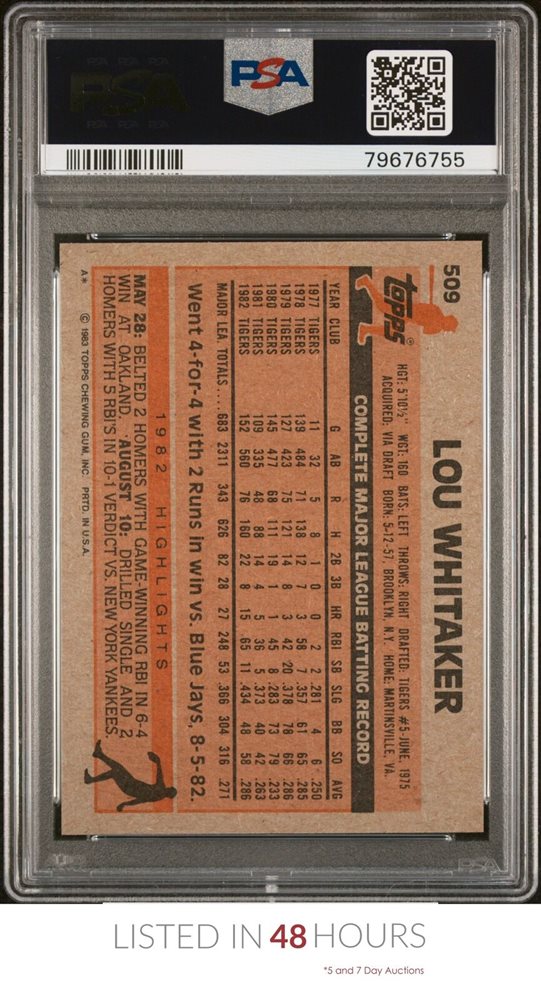 PSA
79676755
509
LOU WHITAKER
Topps®
HGT: 5'10½" WGT: 160 BATS: LEFT THROWS: RIGHT DRAFTED: TIGERS #5-JUNE, 1975
ACQUIRED: VIA DRAFT BORN: 5-12-57, BROOKLYN, N.Y. HOME: MARTINSVILLE, VA.
COMPLETE MAJOR LEAGUE BATTING RECORD
YEAR CLUB G AB R H 2B 3B HR RBI SB SLG BB SO AVG
1977 TIGERS 11 32 5 8 1 0 0 2 2 .281 4 6 .250
1978 TIGERS 139 484 71 138 12 7 3 58 7 .357 61 65 .285
1979 TIGERS 127 423 75 121 14 8 3 42 20 .378 78 66 .286
1980 TIGERS 145 477 68 111 19 1 1 45 8 .283 73 79 .233
1981 TIGERS 109 335 48 88 14 4 5 36 5 .373 40 42 .263
1982 TIGERS 152 560 76 160 22 8 15 65 11 .434 48 58 .286
MAJOR LEA. TOTALS . . . . 683 2311 343 626 82 28 27 248 53 .366 304 316 .271
Went 4-for-4 with 2 Runs in win vs. Blue Jays, 8-5-82.
1982 HIGHLIGHTS
MAY 28: BELTED 2 HOMERS WITH GAME-WINNING RBI IN 6-4
WIN AT OAKLAND. AUGUST 10: DRILLED SINGLE AND 2
HOMERS WITH 5 RBI'S IN 10-1 VERDICT VS. NEW YORK YANKEES.
A* © 1983 TOPPS CHEWING GUM, INC. PRTD. IN U.S.A.
PSA
LISTED IN 48 HOURS
*5 and 7 Day Auctions